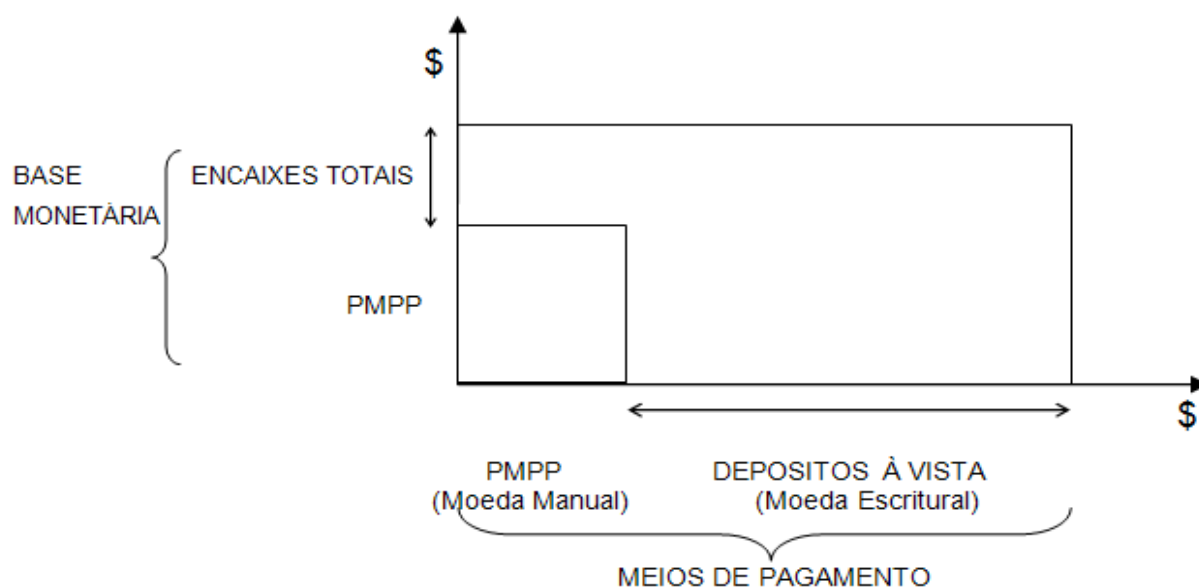 $
BASE
MONETÀRIA
ENCAIXES TOTAIS
PMPP
$
PMPP
(Moeda Manual)
DEPOSITOS À VISTA
(Moeda Escritural)
MEIOS DE PAGAMENTO